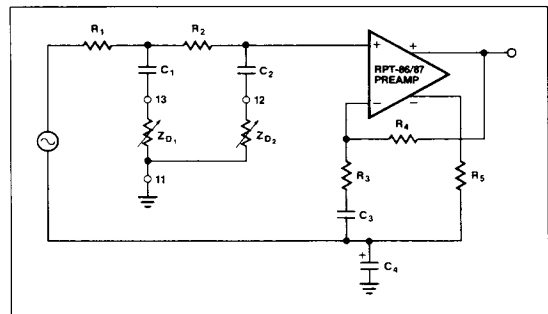 R1
R2
C1
C2
13
12
ZD1
ZD2
11
+
+
RPT-86/87
PREAMP
−
−
R4
R3
R5
C3
+
C4